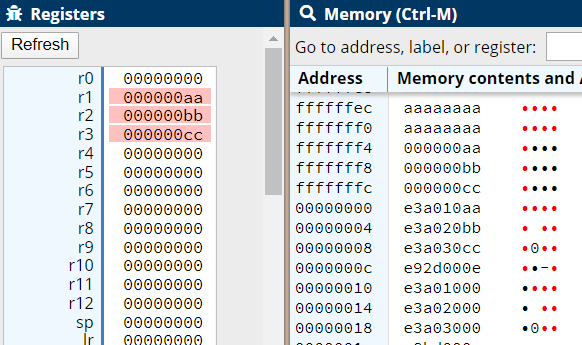 Registers
Refresh
r0 00000000
r1 000000aa
r2 000000bb
r3 000000cc
r4 00000000
r5 00000000
r6 00000000
r7 00000000
r8 00000000
r9 00000000
r10 00000000
r11 00000000
r12 00000000
sp 00000000
lr 00000000
Memory (Ctrl-M)
Go to address, label, or register:
Address Memory contents and
ffffffec aaaaaaaa ••••
fffffff0 aaaaaaaa ••••
fffffff4 000000aa ••••
fffffff8 000000bb ••••
fffffffc 000000cc ••••
00000000 e3a010aa ••••
00000004 e3a020bb • ••
00000008 e3a030cc •0••
0000000c e92d000e ••-•
00000010 e3a01000 ••••
00000014 e3a02000 • ••
00000018 e3a03000 •0••